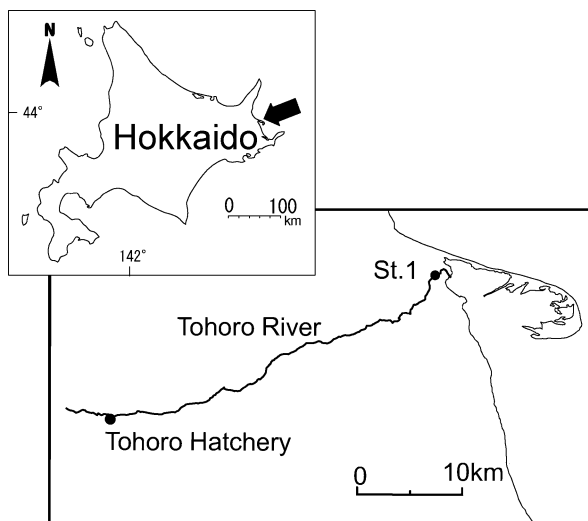 N
44°
Hokkaido
0 100
km
142°
St.1
Tohoro River
Tohoro Hatchery
0 10km